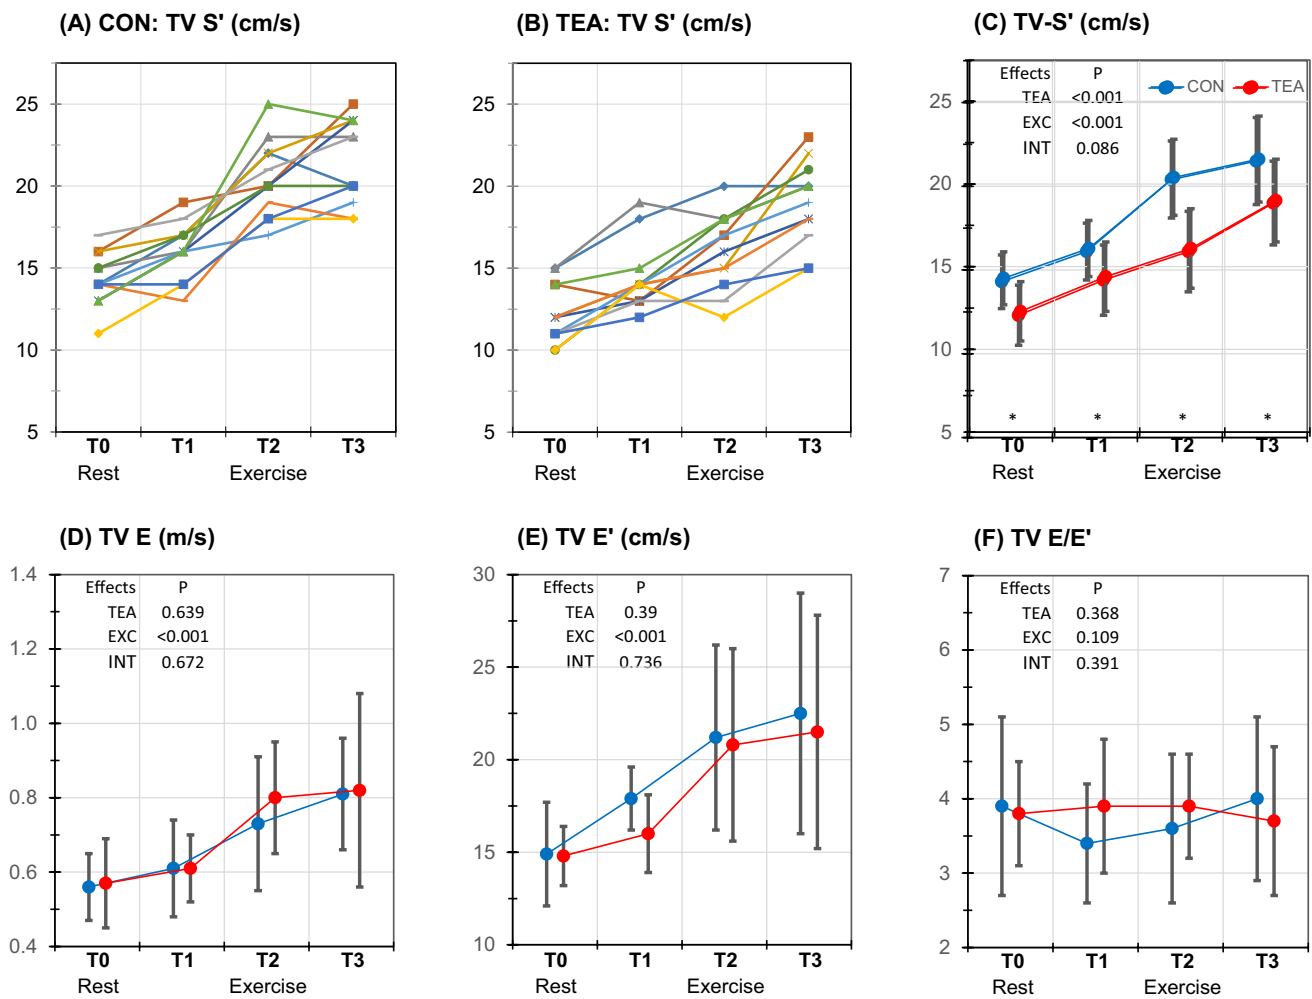 (A) CON: TV S' (cm/s)
25
20
15
10
5
T0 T1 T2 T3
Rest Exercise
(B) TEA: TV S' (cm/s)
25
20
15
10
5
T0 T1 T2 T3
Rest Exercise
(C) TV-S' (cm/s)
Effects P
TEA <0.001
EXC <0.001
INT 0.086
CON TEA
25
20
15
10
5
* * * *
T0 T1 T2 T3
Rest Exercise
(D) TV E (m/s)
Effects P
TEA 0.639
EXC <0.001
INT 0.672
1.4
1.2
1.0
0.8
0.6
0.4
T0 T1 T2 T3
Rest Exercise
(E) TV E' (cm/s)
Effects P
TEA 0.39
EXC <0.001
INT 0.736
30
25
20
15
10
T0 T1 T2 T3
Rest Exercise
(F) TV E/E'
Effects P
TEA 0.368
EXC 0.109
INT 0.391
7
6
5
4
3
2
T0 T1 T2 T3
Rest Exercise